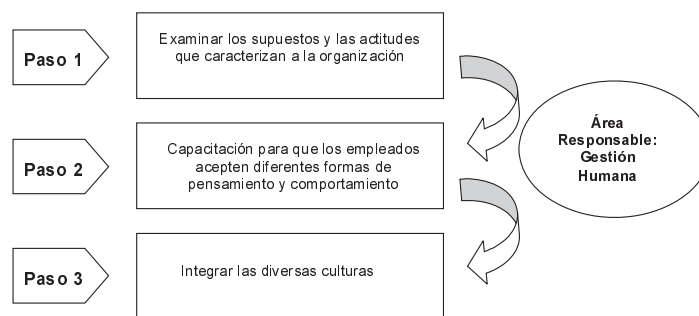 Paso 1
Examinar los supuestos y las actitudes
que caracterizan a la organización
Paso 2
Capacitación para que los empleados
acepten diferentes formas de
pensamiento y comportamiento
Paso 3
Integrar las diversas culturas
Área
Responsable:
Gestión
Humana